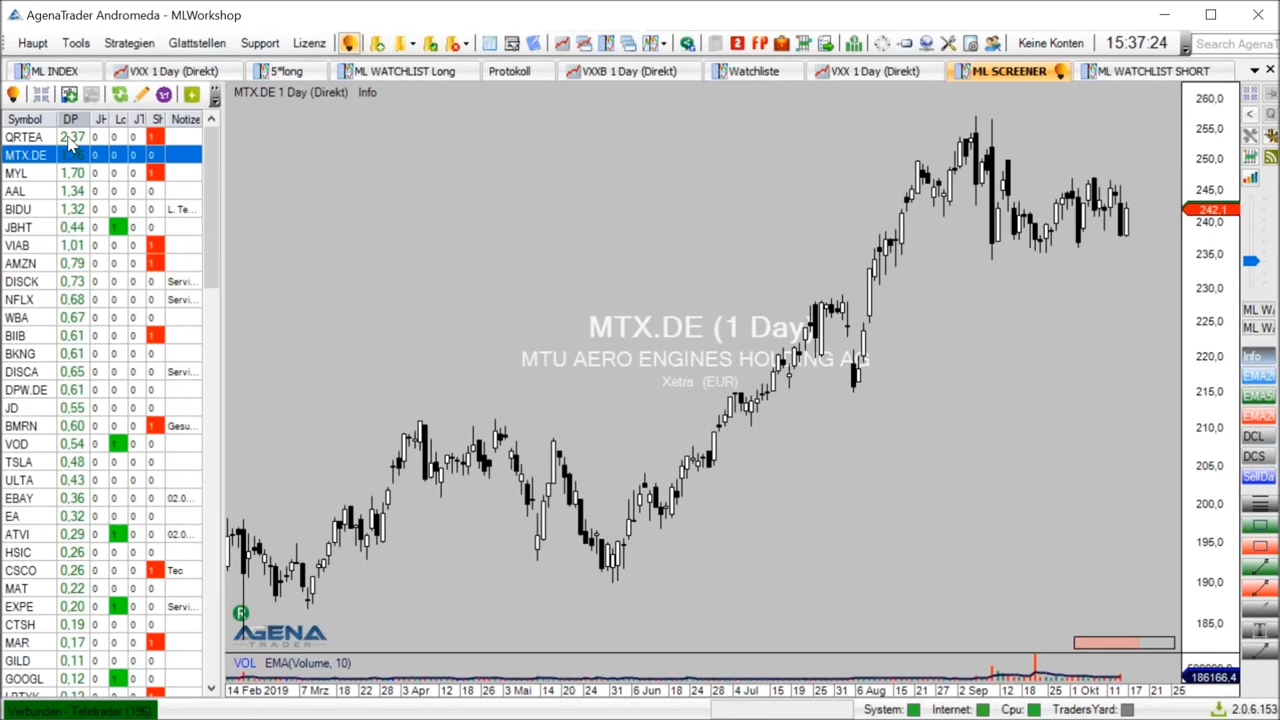 AgenaTrader Andromeda - MLWorkshop
Haupt Tools Strategien Glattstellen Support Lizenz Keine Konten 15:37:24 Search AgenaT
ML INDEX VXX 1 Day (Direkt) 5*long ML WATCHLIST Long Protokoll VXXB 1 Day (Direkt) Watchliste VXX 1 Day (Direkt) ML SCREENER ML WATCHLIST SHORT
MTX.DE 1 Day (Direkt) Info
Symbol DP JH Lc JT SH Notize
QRTEA 2,37 0 0 0 1
MTX.DE 0 0 0 0
MYL 1,70 0 0 0 1
AAL 1,34 0 0 0 0
BIDU 1,32 0 0 0 0 L. Te...
JBHT 0,44 0 1 0 0
VIAB 1,01 0 0 0 1
AMZN 0,79 0 0 0 1
DISCK 0,73 0 0 0 0 Servi...
NFLX 0,68 0 0 0 0 Servi...
WBA 0,67 0 0 0 0
BIIB 0,61 0 0 0 1
BKNG 0,61 0 0 0 0
DISCA 0,65 0 0 0 0 Servi...
DPW.DE 0,61 0 0 0 0
JD 0,55 0 0 0 0
BMRN 0,60 0 0 0 1 Gesu...
VOD 0,54 0 1 0 0
TSLA 0,48 0 0 0 0
ULTA 0,43 0 0 0 0
EBAY 0,36 0 0 0 0 02.0...
EA 0,32 0 0 0 0
ATVI 0,29 0 1 0 0 02.0...
HSIC 0,26 0 0 0 0
CSCO 0,26 0 0 0 1 Tec
MAT 0,22 0 0 0 0
EXPE 0,20 0 1 0 0 Servi...
CTSH 0,19 0 0 0 0
MAR 0,17 0 0 0 1
GILD 0,11 0 0 0 0
GOOGL 0,12 0 1 0 0
MTX.DE (1 Day)
MTU AERO ENGINES HOLDING AG
Xetra (EUR)
260,0
255,0
250,0
245,0
242,1
240,0
235,0
230,0
225,0
220,0
215,0
210,0
205,0
200,0
195,0
190,0
185,0
186166,4
ML W
ML W
Info
EMA2
EMA5
EMA2
DCL
DCS
SellDa
T
R
AGENA
TRADER
VOL EMA(Volume, 10)
14 Feb 2019 7 Mrz 18 22 3 Apr 18 26 3 Mai 14 20 31 6 Jun 14 20 26 4 Jul 15 19 25 31 6 Aug 15 21 27 2 Sep 13 18 25 1 Okt 11 17 21 25
Verbunden - Teletrader (196)
System: Internet: Cpu: TradersYard: 2.0.6.153